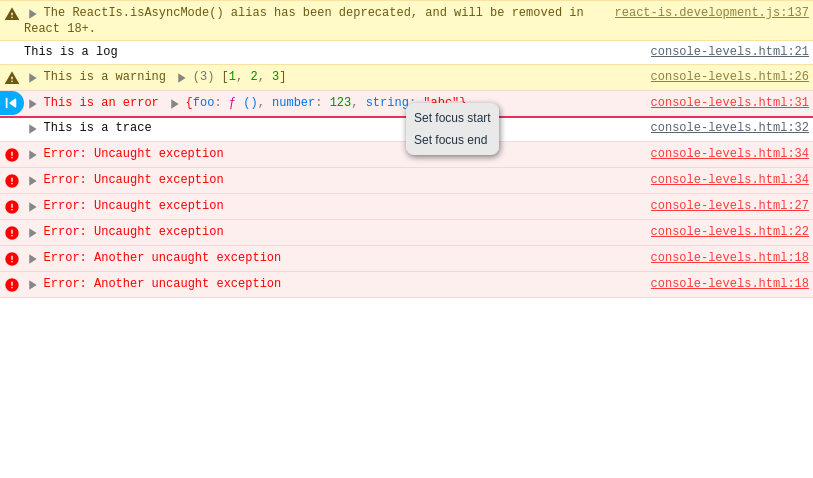 The ReactIs.isAsyncMode() alias has been deprecated, and will be removed in react-is.development.js:137
React 18+.
This is a log console-levels.html:21
This is a warning (3) [1, 2, 3] console-levels.html:26
This is an error {foo: ƒ (), number: 123, string: "abc"} console-levels.html:31
Set focus start
This is a trace console-levels.html:32
Set focus end
Error: Uncaught exception console-levels.html:34
Error: Uncaught exception console-levels.html:34
Error: Uncaught exception console-levels.html:27
Error: Uncaught exception console-levels.html:22
Error: Another uncaught exception console-levels.html:18
Error: Another uncaught exception console-levels.html:18